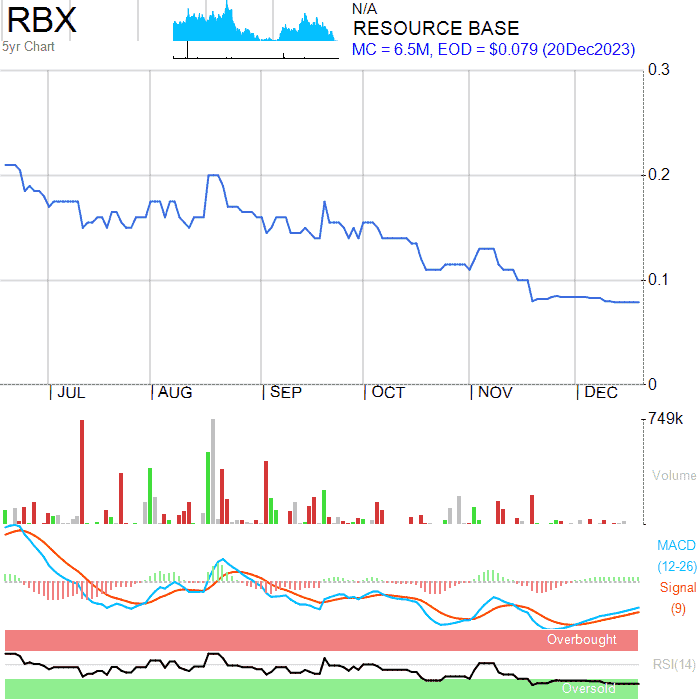 RBX
5yr Chart
N/A
RESOURCE BASE
MC = 6.5M, EOD = $0.079 (20Dec2023)
0.3
0.2
0.1
0
JUL AUG SEP OCT NOV DEC
749k
Volume
MACD
(12-26)
Signal
(9)
Overbought
RSI(14)
Oversold